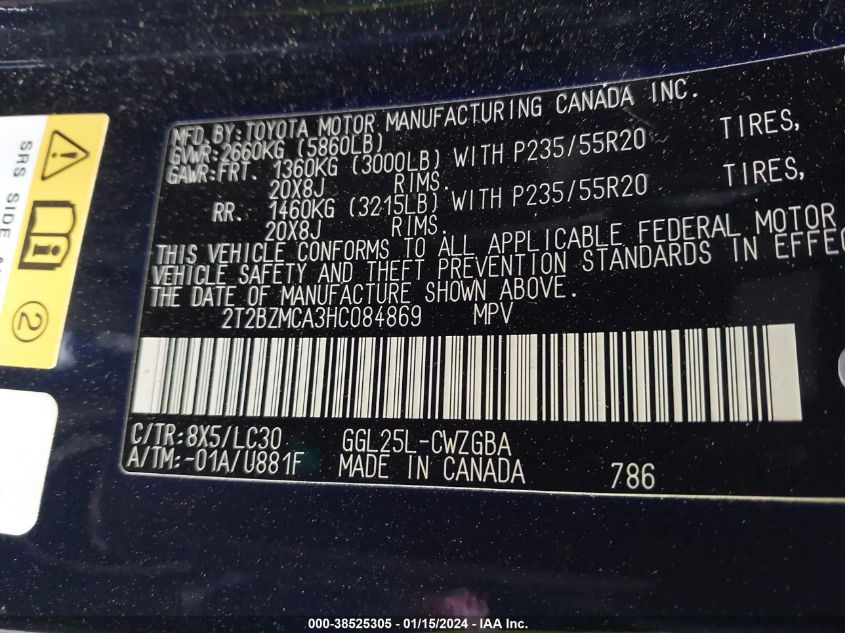 MFD.BY:TOYOTA MOTOR MANUFACTURING CANADA INC.
GVWR:2660KG (5860LB)
GAWR:FRT. 1360KG (3000LB) WITH P235/55R20 TIRES,
20X8J RIMS.
RR. 1460KG (3215LB) WITH P235/55R20 TIRES,
20X8J RIMS.
THIS VEHICLE CONFORMS TO ALL APPLICABLE FEDERAL MOTOR
VEHICLE SAFETY AND THEFT PREVENTION STANDARDS IN EFFEC
THE DATE OF MANUFACTURE SHOWN ABOVE.
2T2BZMCA3HC084869 MPV
C/TR:8X5/LC30 GGL25L-CWZGBA
A/TM:-01A/U881F MADE IN CANADA 786
SRS SIDE
2
000-38525305 - 01/15/2024 - IAA Inc.